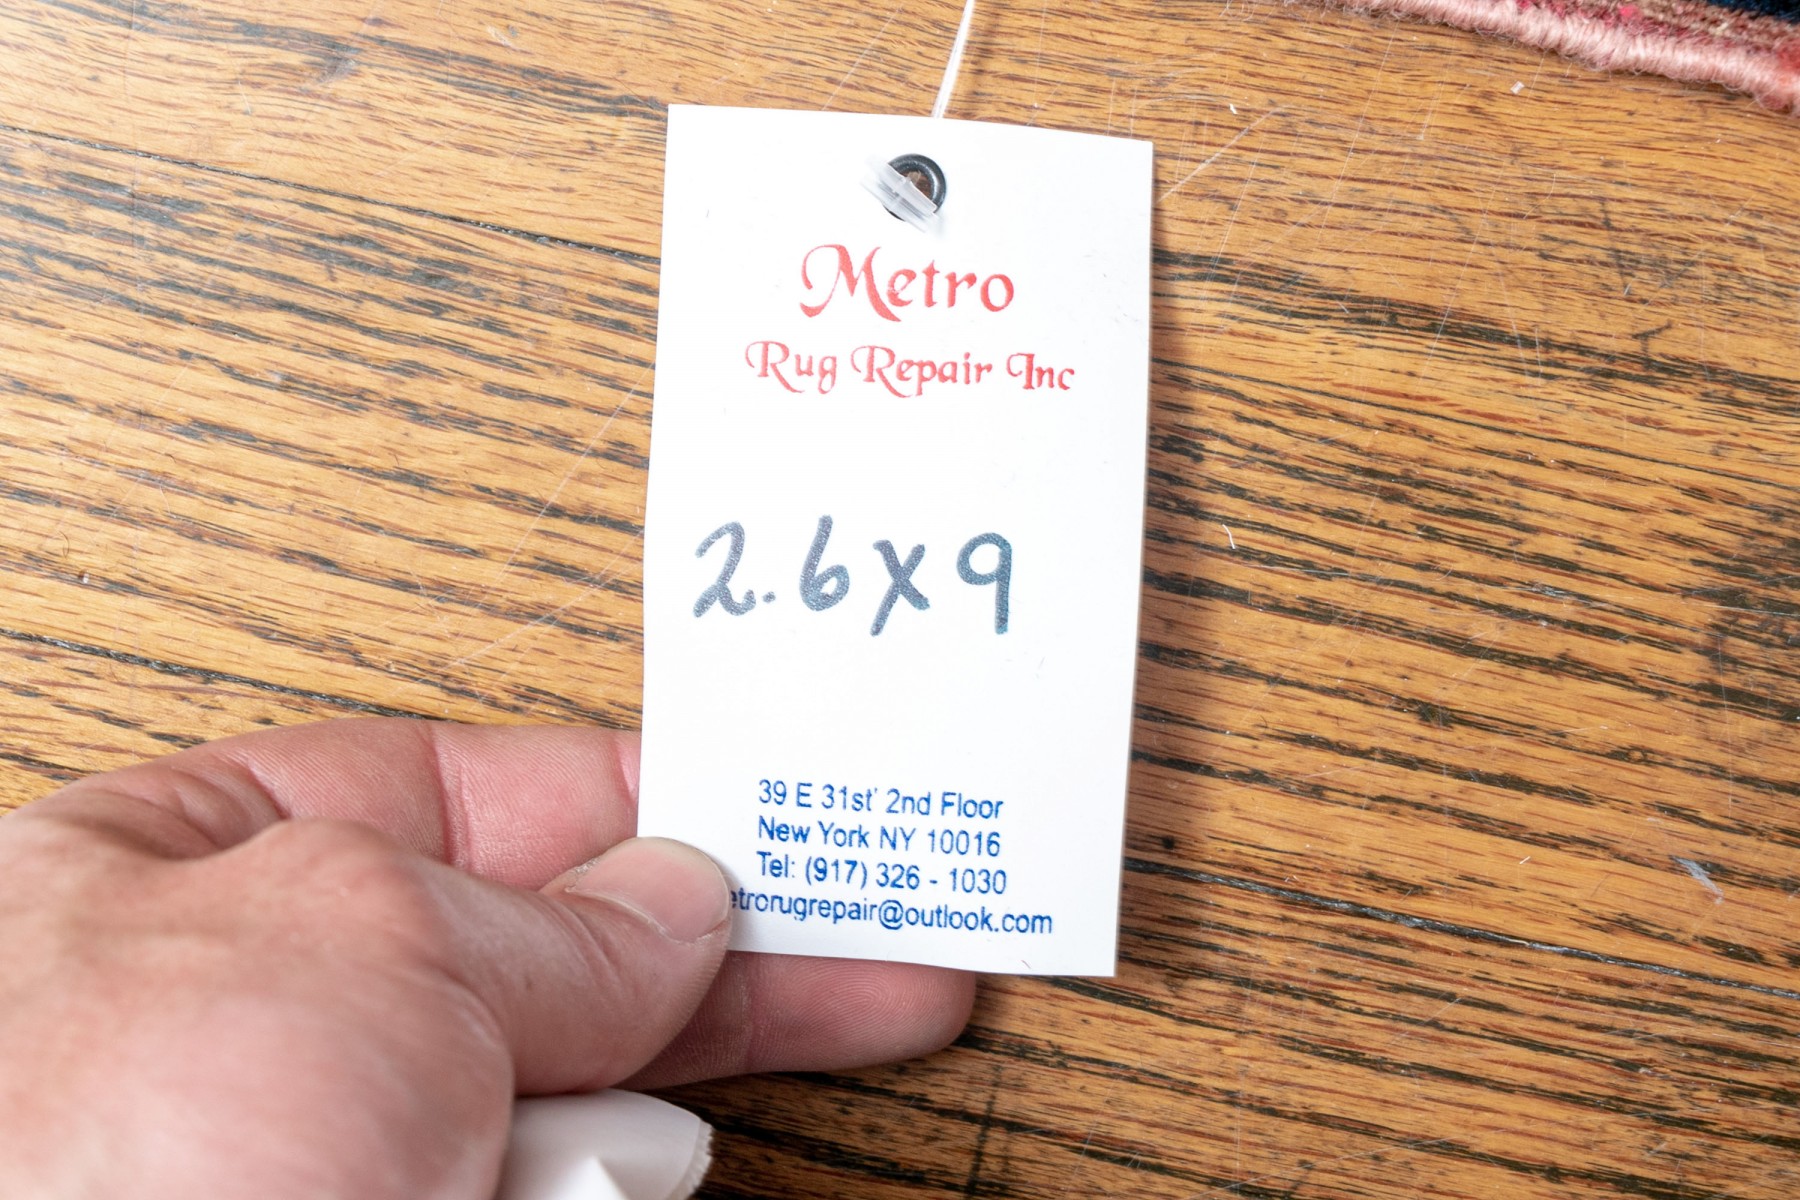 Metro
Rug Repair Inc
2.6x9
39 E 31st' 2nd Floor
New York NY 10016
Tel: (917) 326 - 1030
etrorugrepair@outlook.com